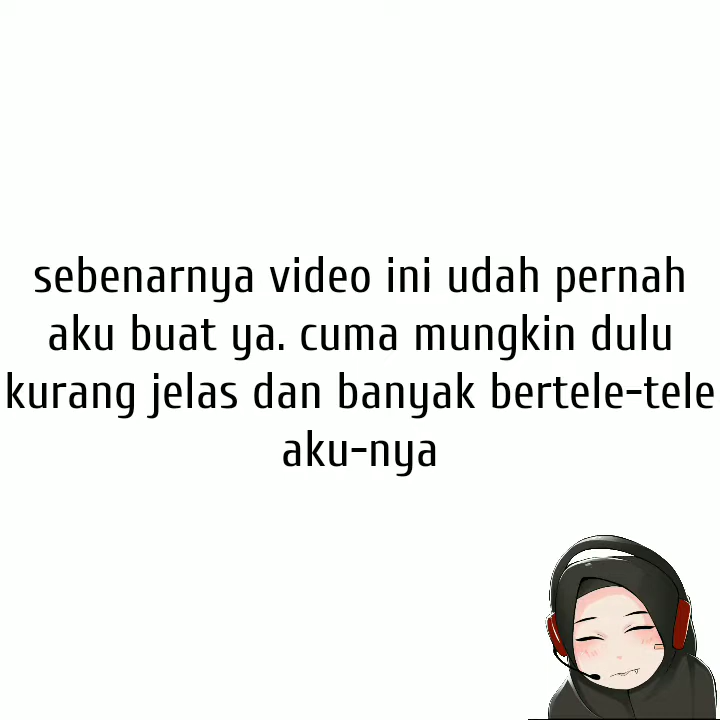 sebenarnya video ini udah pernah
aku buat ya. cuma mungkin dulu
kurang jelas dan banyak bertele-tele
aku-nya